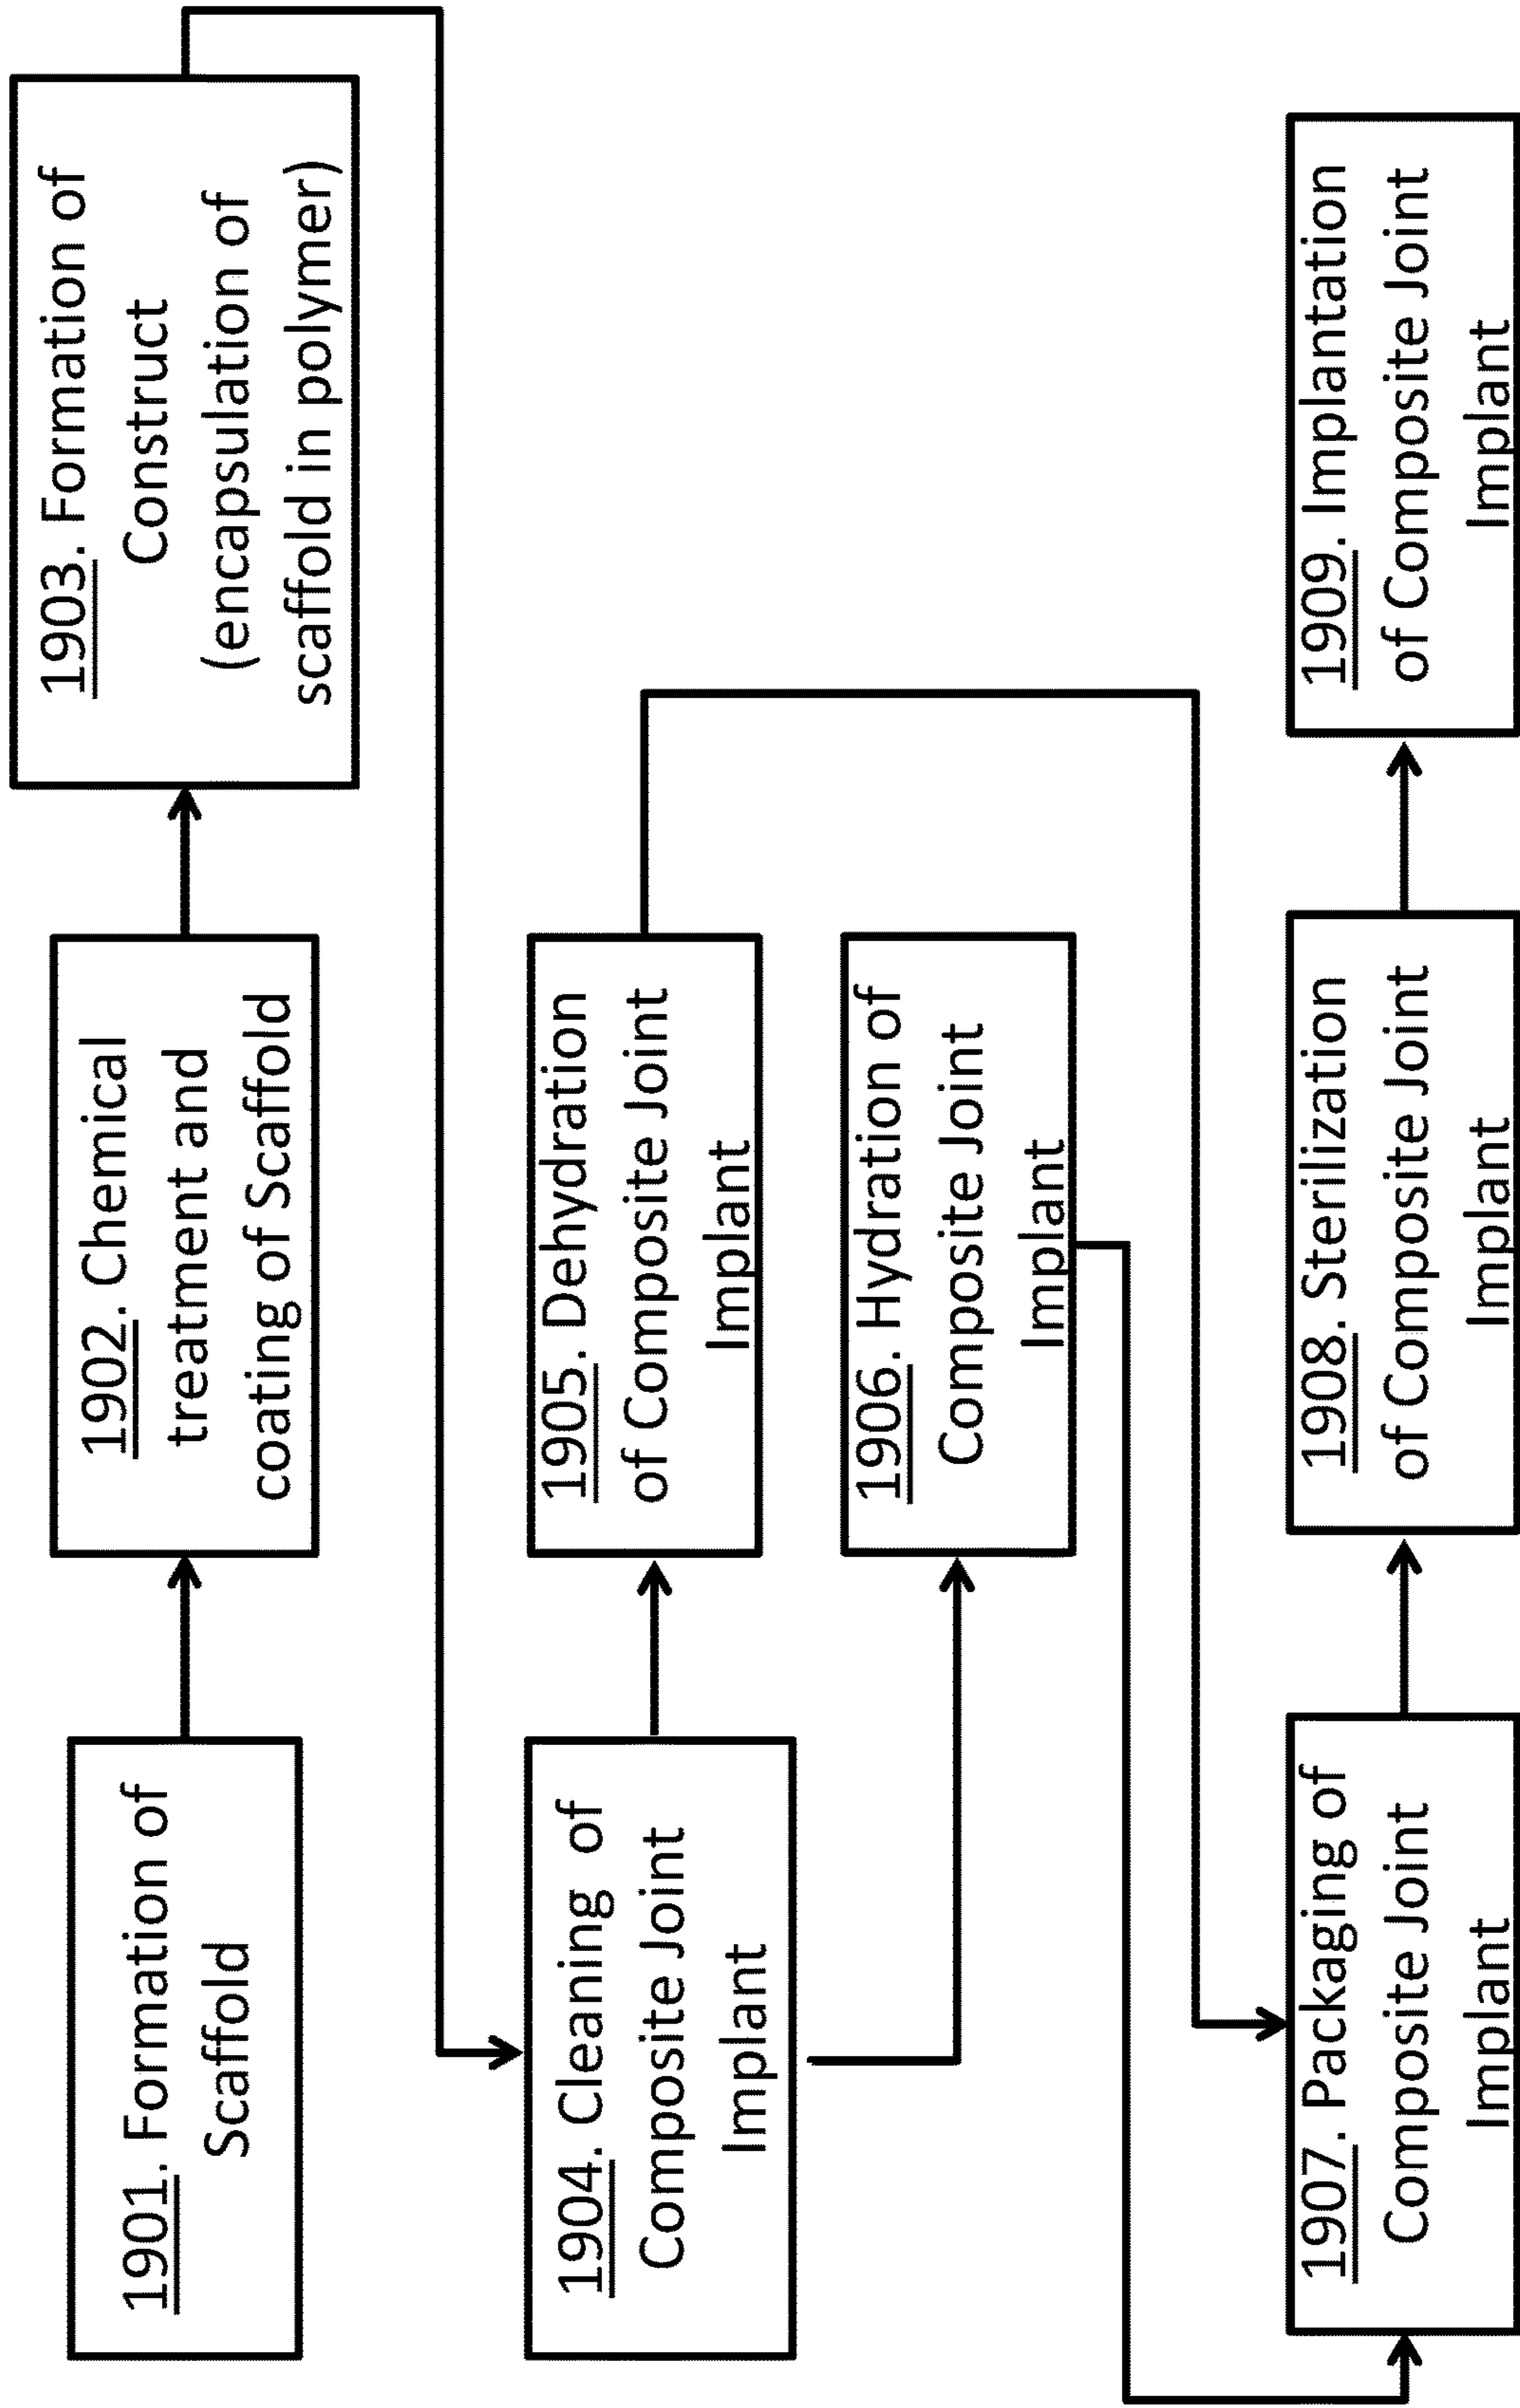 1901. Formation of
Scaffold
1902. Chemical
treatment and
coating of Scaffold
1903. Formation of
Construct
(encapsulation of
scaffold in polymer)
1904. Cleaning of
Composite Joint
Implant
1905. Dehydration
of Composite Joint
Implant
1906. Hydration of
Composite Joint
Implant
1907. Packaging of
Composite Joint
Implant
1908. Sterilization
of Composite Joint
Implant
1909. Implantation
of Composite Joint
Implant